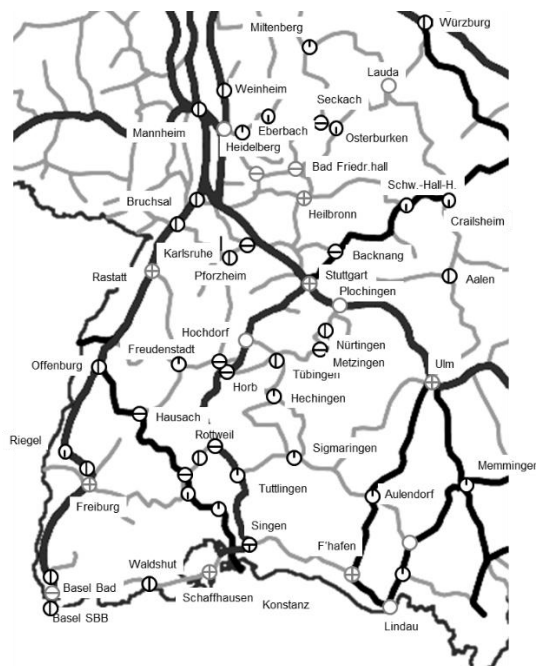 Miltenberg
Würzburg
Lauda
Weinheim
Seckach
Mannheim
Eberbach
Osterburken
Heidelberg
Bad Friedr.hall
Schw.-Hall-H.
Bruchsal
Heilbronn
Crailsheim
Karlsruhe
Backnang
Pforzheim
Stuttgart
Rastatt
Aalen
Plochingen
Hochdorf
Nürtingen
Freudenstadt
Metzingen
Offenburg
Tübingen
Ulm
Horb
Hechingen
Hausach
Riegel
Rottweil
Sigmaringen
Memmingen
Tuttlingen
Aulendorf
Freiburg
Singen
Waldshut
F'hafen
Basel Bad
Schaffhausen
Konstanz
Basel SBB
Lindau